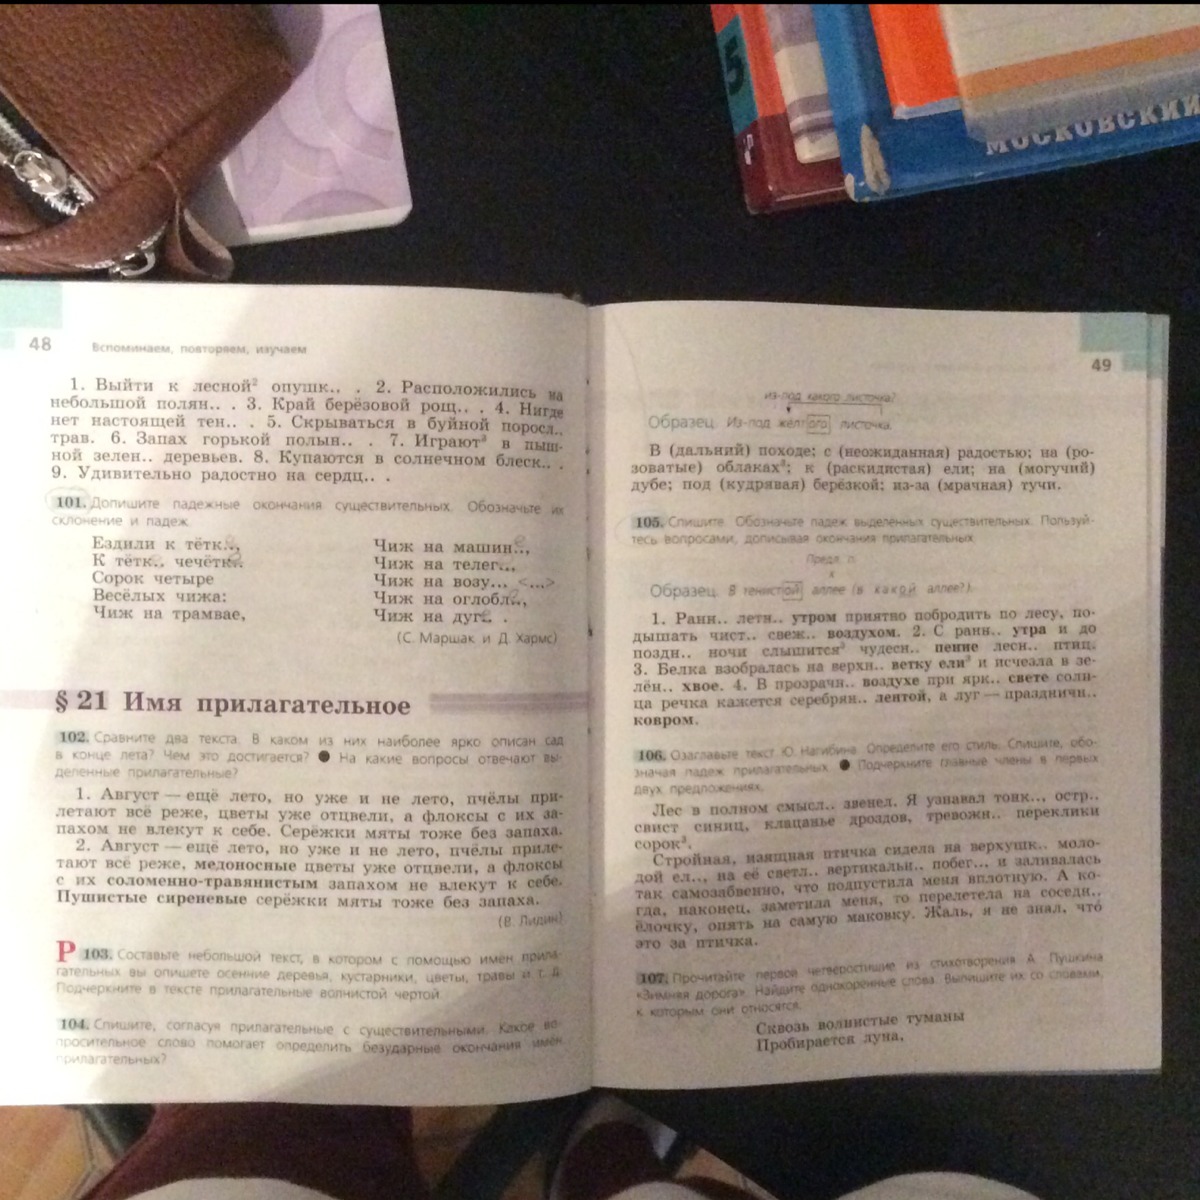 5
МОСКОВСКИЙ
48
Вспоминаем, повторяем, изучаем
1. Выйти к лесной² опушк.. . 2. Расположились на
небольшой полян.. . 3. Край берёзовой рощ.. . 4. Нигде
нет настоящей тен.. . 5. Скрываться в буйной поросл..
трав. 6. Запах горькой полын.. . 7. Играют³ в пыш-
ной зелен.. деревьев. 8. Купаются в солнечном блеск.. .
9. Удивительно радостно на сердц.. .
101. Допишите падежные окончания существительных. Обозначьте их
склонение и падеж.
Ездили к тётк..,
К тётк.. чечётк..
Сорок четыре
Весёлых чижа:
Чиж на трамвае,
Чиж на машин..,
Чиж на телег...,
Чиж на возу... <...>
Чиж на оглобл..,
Чиж на дуг.. .
(С. Маршак и Д. Хармс)
§ 21 Имя прилагательное
102. Сравните два текста. В каком из них наиболее ярко описан сад
в конце лета? Чем это достигается? ● На какие вопросы отвечают вы-
деленные прилагательные?
1. Август — ещё лето, но уже и не лето, пчёлы при-
летают всё реже, цветы уже отцвели, а флоксы с их за-
пахом не влекут к себе. Серёжки мяты тоже без запаха.
2. Август — ещё лето, но уже и не лето, пчёлы приле-
тают всё реже, медоносные цветы уже отцвели, а флоксы
с их соломенно-травянистым запахом не влекут к себе.
Пушистые сиреневые серёжки мяты тоже без запаха.
(В. Лидин)
Р 103. Составьте небольшой текст, в котором с помощью имён прила-
гательных вы опишете осенние деревья, кустарники, цветы, травы и т. д.
Подчеркните в тексте прилагательные волнистой чертой.
104. Спишите, согласуя прилагательные с существительными. Какое во-
просительное слово помогает определить безударные окончания имён
прилагательных?
49
из-под какого листочка?
Образец. Из-под жёлтого листочка.
В (дальний) походе; с (неожиданная) радостью; на (ро-
зоватые) облаках³; к (раскидистая) ели; на (могучий)
дубе; под (кудрявая) берёзкой; из-за (мрачная) тучи.
105. Спишите. Обозначьте падеж выделенных существительных. Пользуй-
тесь вопросами, дописывая окончания прилагательных.
Предл. п.
х
Образец. В тенистой аллее (в какой аллее?).
1. Ранн.. летн.. утром приятно побродить по лесу, по-
дышать чист.. свеж.. воздухом. 2. С ранн.. утра и до
поздн.. ночи слышится³ чудесн.. пение лесн.. птиц.
3. Белка взобралась на верхн.. ветку ели³ и исчезла в зе-
лён.. хвое. 4. В прозрачн.. воздухе при ярк.. свете солн-
ца речка кажется серебрян.. лентой, а луг — праздничн..
ковром.
106. Озаглавьте текст Ю. Нагибина. Определите его стиль. Спишите, обо-
значая падеж прилагательных. ● Подчеркните главные члены в первых
двух предложениях.
Лес в полном смысл.. звенел. Я узнавал тонк.., остр..
свист синиц, клацанье дроздов, тревожн.. переклики
сорок³.
Стройная, изящная птичка сидела на верхушк.. моло-
дой ел.., на её светл.. вертикальн.. побег... и заливалась
так самозабвенно, что подпустила меня вплотную. А ко-
гда, наконец, заметила меня, то перелетела на соседн..
ёлочку, опять на самую маковку. Жаль, я не знал, что́
это за птичка.
107. Прочитайте первое четверостишие из стихотворения А. Пушкина
«Зимняя дорога». Найдите однокоренные слова. Выпишите их со словами,
к которым они относятся.
Сквозь волнистые туманы
Пробирается луна,